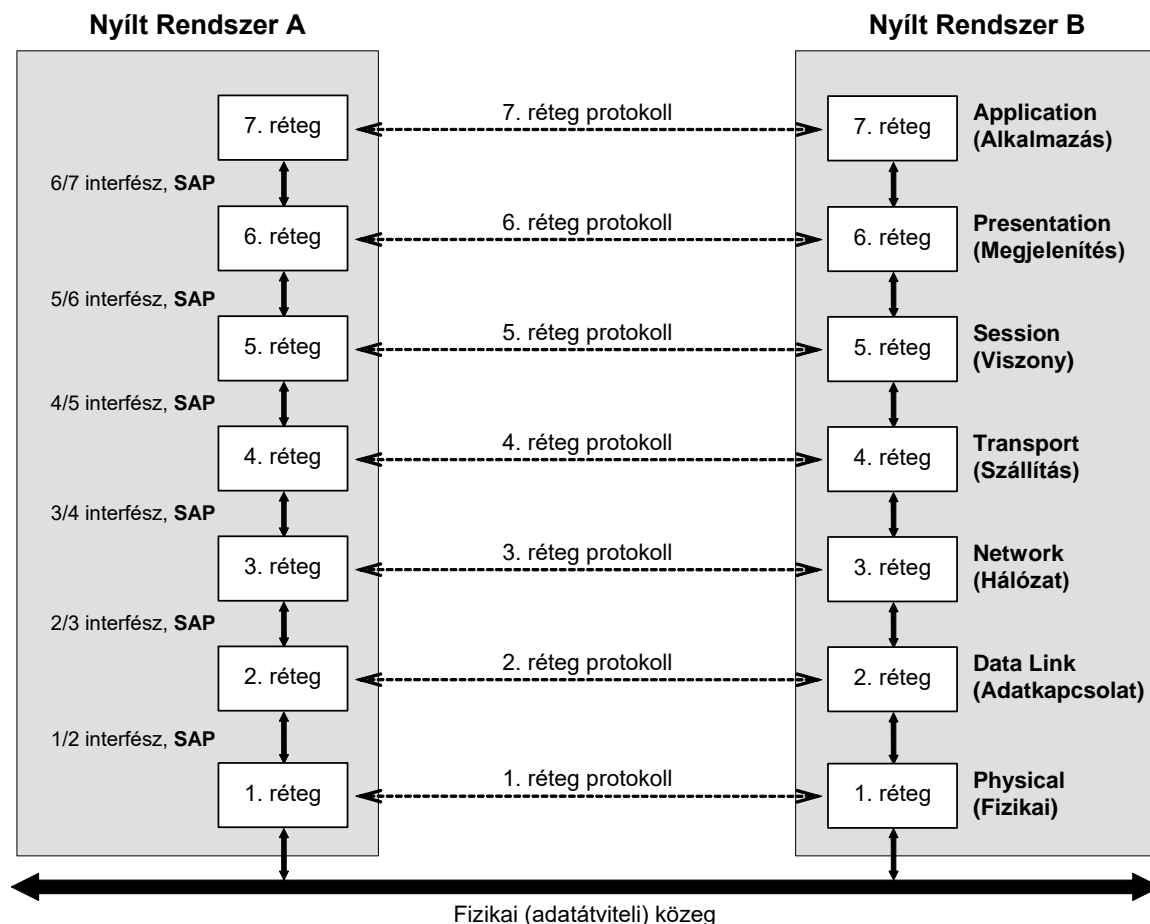 Nyílt Rendszer A
Nyílt Rendszer B
7. réteg
7. réteg protokoll
7. réteg
Application
(Alkalmazás)
6/7 interfész, SAP
6. réteg
6. réteg protokoll
6. réteg
Presentation
(Megjelenítés)
5/6 interfész, SAP
5. réteg
5. réteg protokoll
5. réteg
Session
(Viszony)
4/5 interfész, SAP
4. réteg
4. réteg protokoll
4. réteg
Transport
(Szállítás)
3/4 interfész, SAP
3. réteg
3. réteg protokoll
3. réteg
Network
(Hálózat)
2/3 interfész, SAP
2. réteg
2. réteg protokoll
2. réteg
Data Link
(Adatkapcsolat)
1/2 interfész, SAP
1. réteg
1. réteg protokoll
1. réteg
Physical
(Fizikai)
Fizikai (adatátviteli) közeg